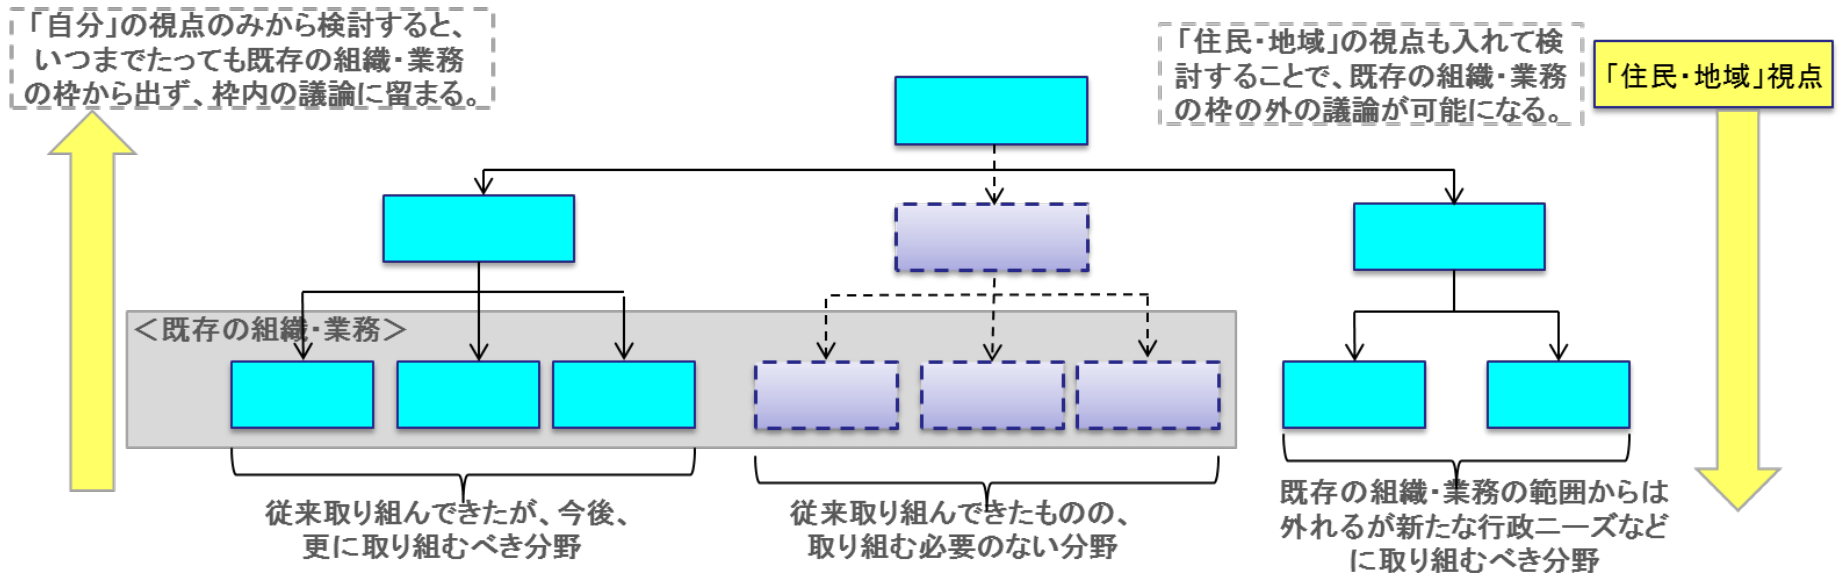 「自分」の視点のみから検討すると、
いつまでたっても既存の組織・業務
の枠から出ず、枠内の議論に留まる。
「住民・地域」の視点も入れて検
討することで、既存の組織・業務
の枠の外の議論が可能になる。
「住民・地域」視点
＜既存の組織・業務＞
従来取り組んできたが、今後、
更に取り組むべき分野
従来取り組んできたものの、
取り組む必要のない分野
既存の組織・業務の範囲からは
外れるが新たな行政ニーズなど
に取り組むべき分野